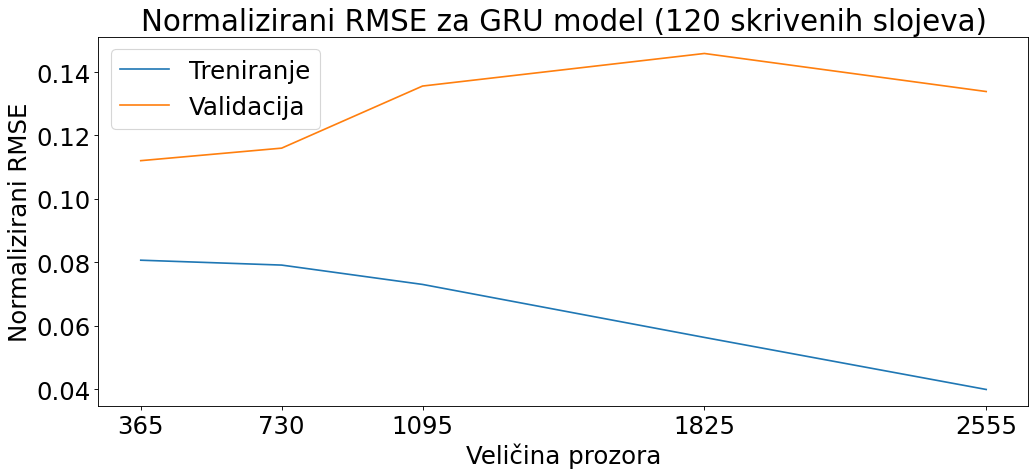 Normalizirani RMSE za GRU model (120 skrivenih slojeva)
Treniranje
Validacija
Normalizirani RMSE
0.14
0.12
0.10
0.08
0.06
0.04
365 730 1095 1825 2555
Veličina prozora